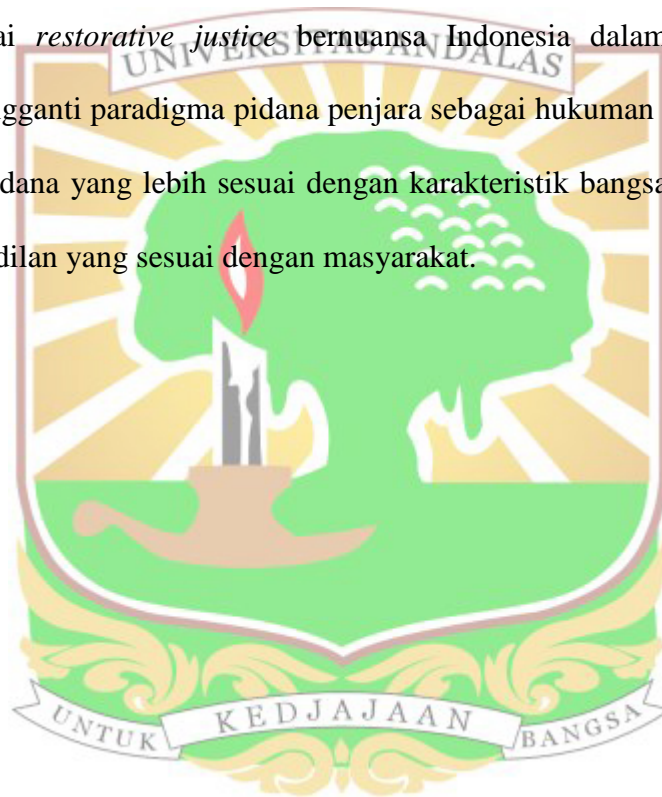 ai restorative justice bernuansa Indonesia dalam
UNIVERSITAS ANDALAS
ngganti paradigma pidana penjara sebagai hukuman
dana yang lebih sesuai dengan karakteristik bangsa
dilan yang sesuai dengan masyarakat.
UNTUK KEDJAJAAN BANGSA